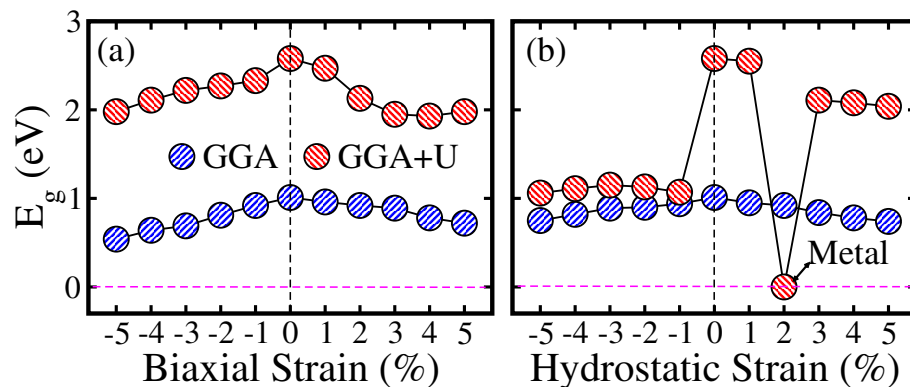 3
2
1
0
E_g (eV)
(a)
GGA
GGA+U
-5 -4 -3 -2 -1 0 1 2 3 4 5
Biaxial Strain (%)
(b)
Metal
-5 -4 -3 -2 -1 0 1 2 3 4 5
Hydrostatic Strain (%)